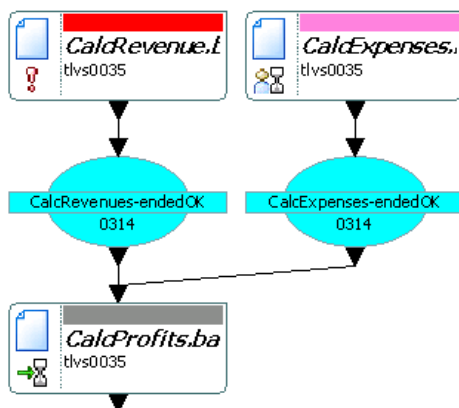 CalcRevenue.b
tlvs0035
CalcExpenses.
tlvs0035
CalcRevenues-endedOK
0314
CalcExpenses-endedOK
0314
CalcProfits.ba
tlvs0035